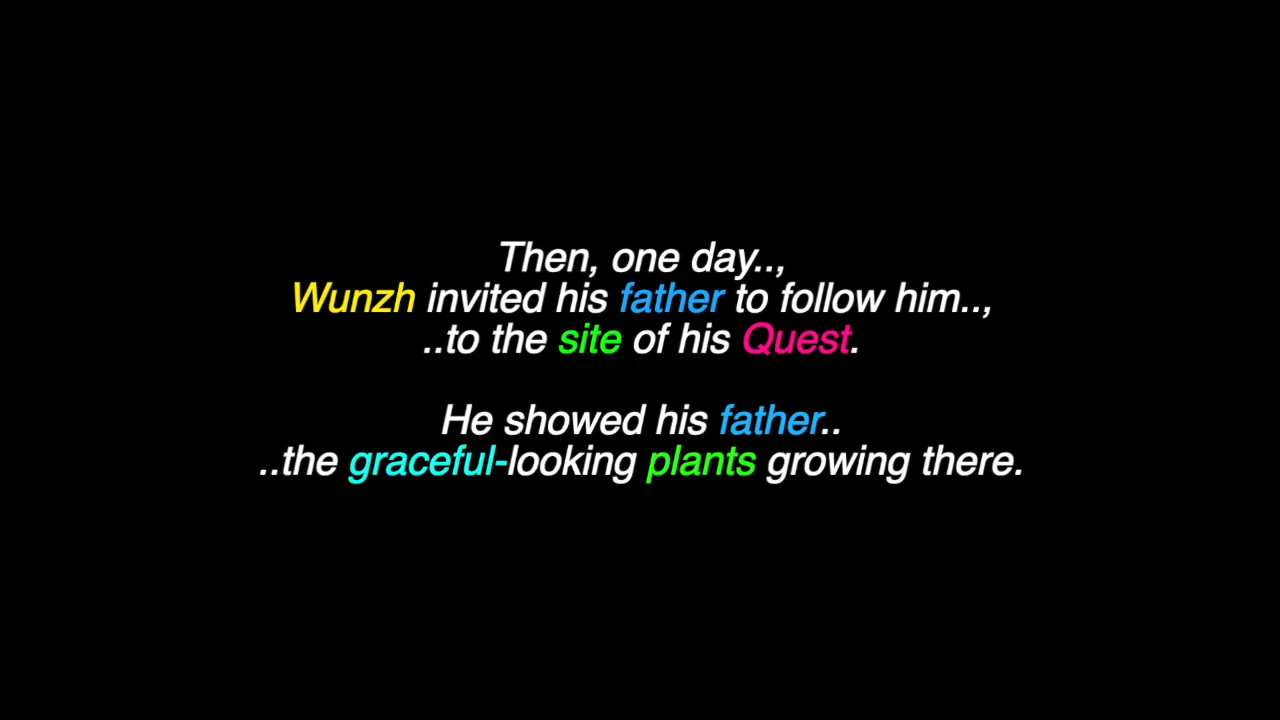 Then, one day..,
Wunzh invited his father to follow him..,
..to the site of his Quest.
He showed his father..
..the graceful-looking plants growing there.